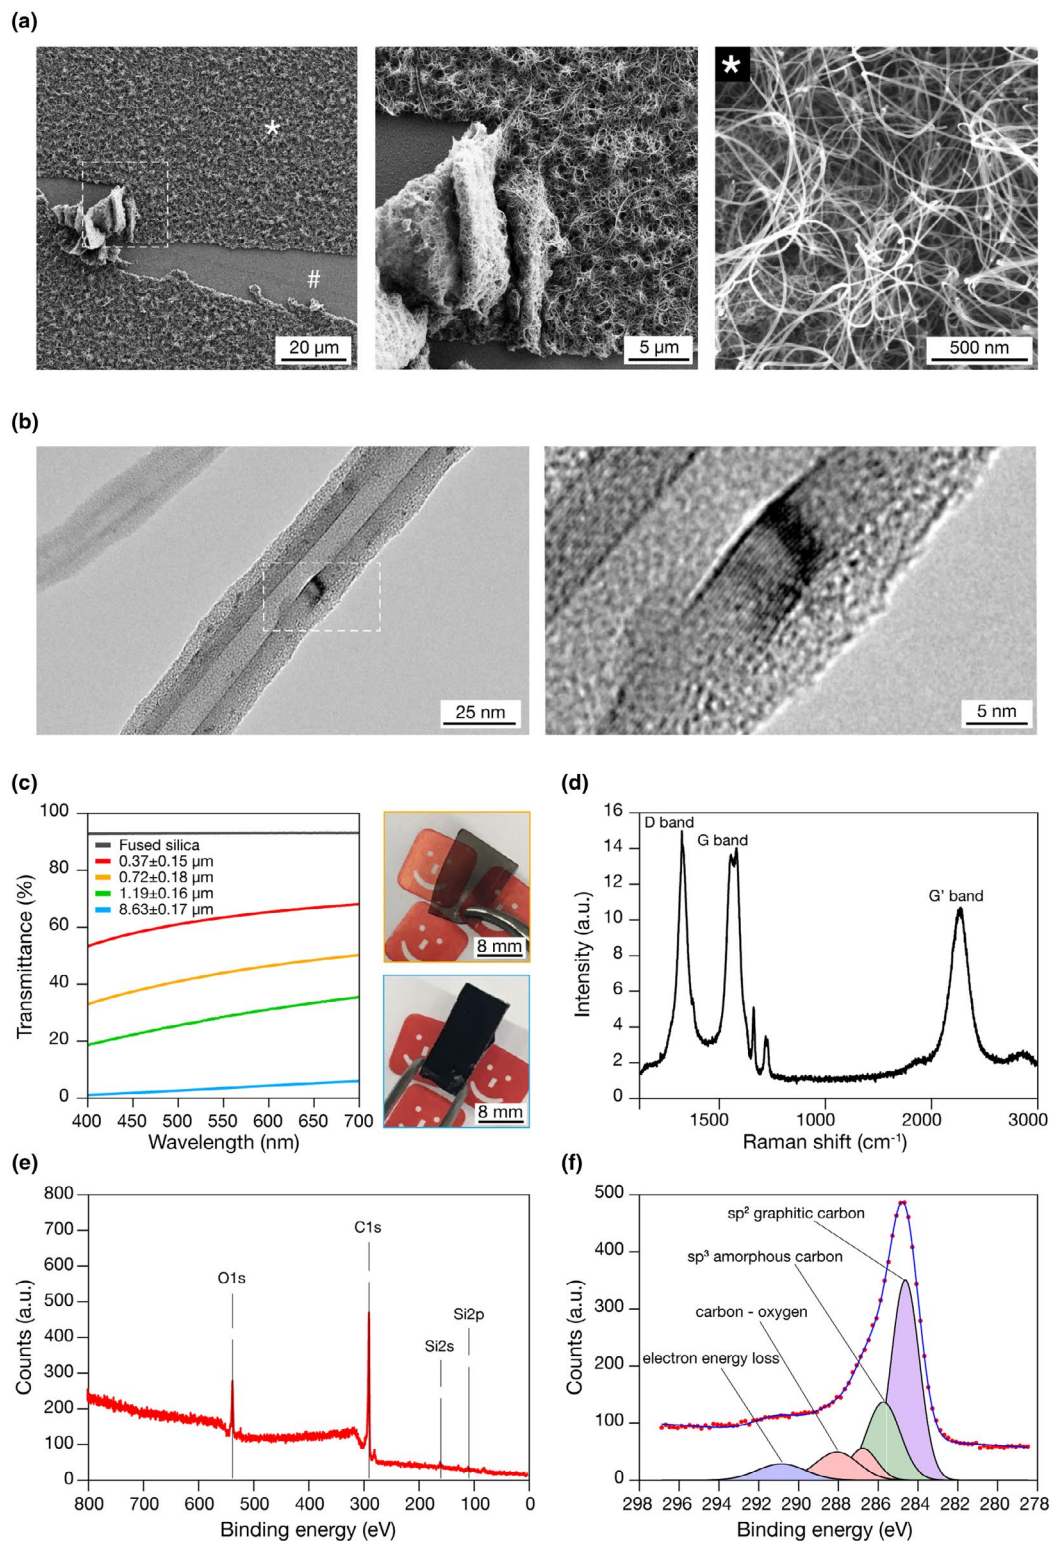 (a)
*
*
#
20 µm
5 µm
500 nm
(b)
25 nm
5 nm
(c)
100
80
60
40
20
0
Transmittance (%)
Fused silica
0.37±0.15 µm
0.72±0.18 µm
1.19±0.16 µm
8.63±0.17 µm
400 450 500 550 600 650 700
Wavelength (nm)
8 mm
8 mm
(d)
16
14
12
10
8
6
4
2
0
Intensity (a.u.)
D band
G band
G' band
1500 1000 2000 3000
Raman shift (cm⁻¹)
(e)
800
700
600
500
400
300
200
100
0
Counts (a.u.)
O1s
C1s
Si2s
Si2p
800 700 600 500 400 300 200 100 0
Binding energy (eV)
(f)
500
400
300
200
100
0
Counts (a.u.)
sp² graphitic carbon
sp³ amorphous carbon
carbon - oxygen
electron energy loss
298 296 294 292 290 288 286 284 282 280 278
Binding energy (eV)